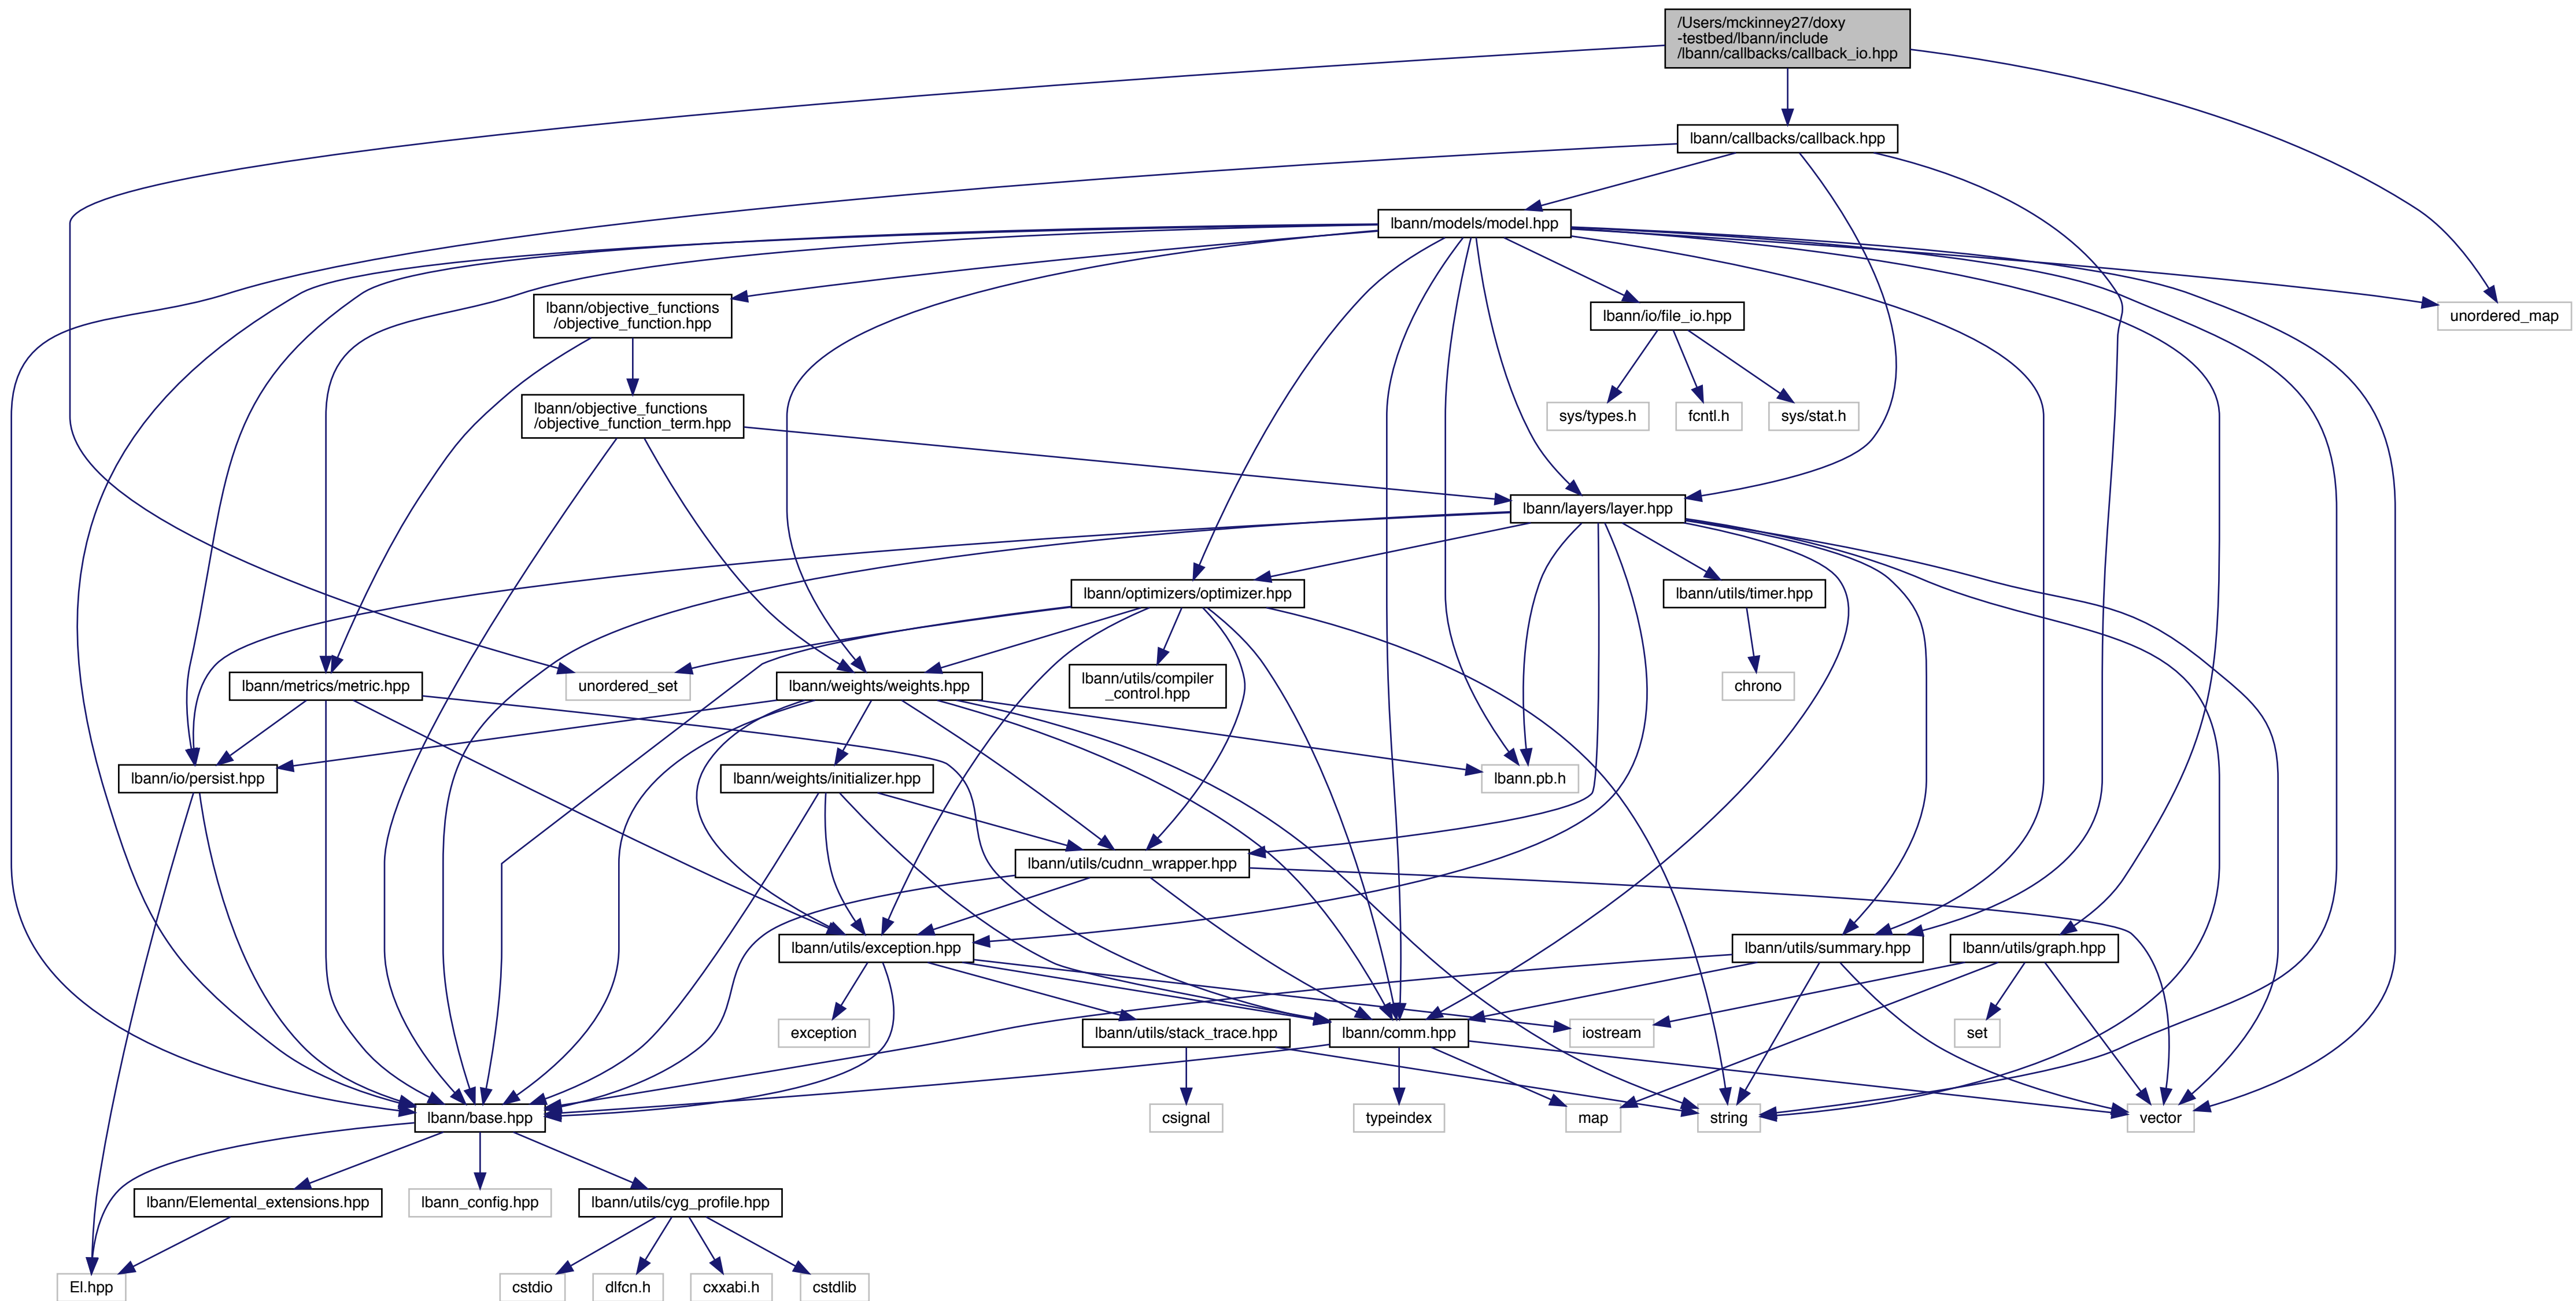 /Users/mckinney27/doxy
-testbed/lbann/include
/lbann/callbacks/callback_io.hpp
lbann/callbacks/callback.hpp
lbann/models/model.hpp
lbann/objective_functions
/objective_function.hpp
lbann/io/file_io.hpp
unordered_map
lbann/objective_functions
/objective_function_term.hpp
sys/types.h
fcntl.h
sys/stat.h
lbann/layers/layer.hpp
lbann/optimizers/optimizer.hpp
lbann/utils/timer.hpp
lbann/metrics/metric.hpp
unordered_set
lbann/weights/weights.hpp
lbann/utils/compiler
_control.hpp
chrono
lbann/io/persist.hpp
lbann/weights/initializer.hpp
lbann.pb.h
lbann/utils/cudnn_wrapper.hpp
lbann/utils/exception.hpp
lbann/utils/summary.hpp
lbann/utils/graph.hpp
exception
lbann/utils/stack_trace.hpp
lbann/comm.hpp
iostream
set
lbann/base.hpp
csignal
typeindex
map
string
vector
lbann/Elemental_extensions.hpp
lbann_config.hpp
lbann/utils/cyg_profile.hpp
El.hpp
cstdio
dlfcn.h
cxxabi.h
cstdlib